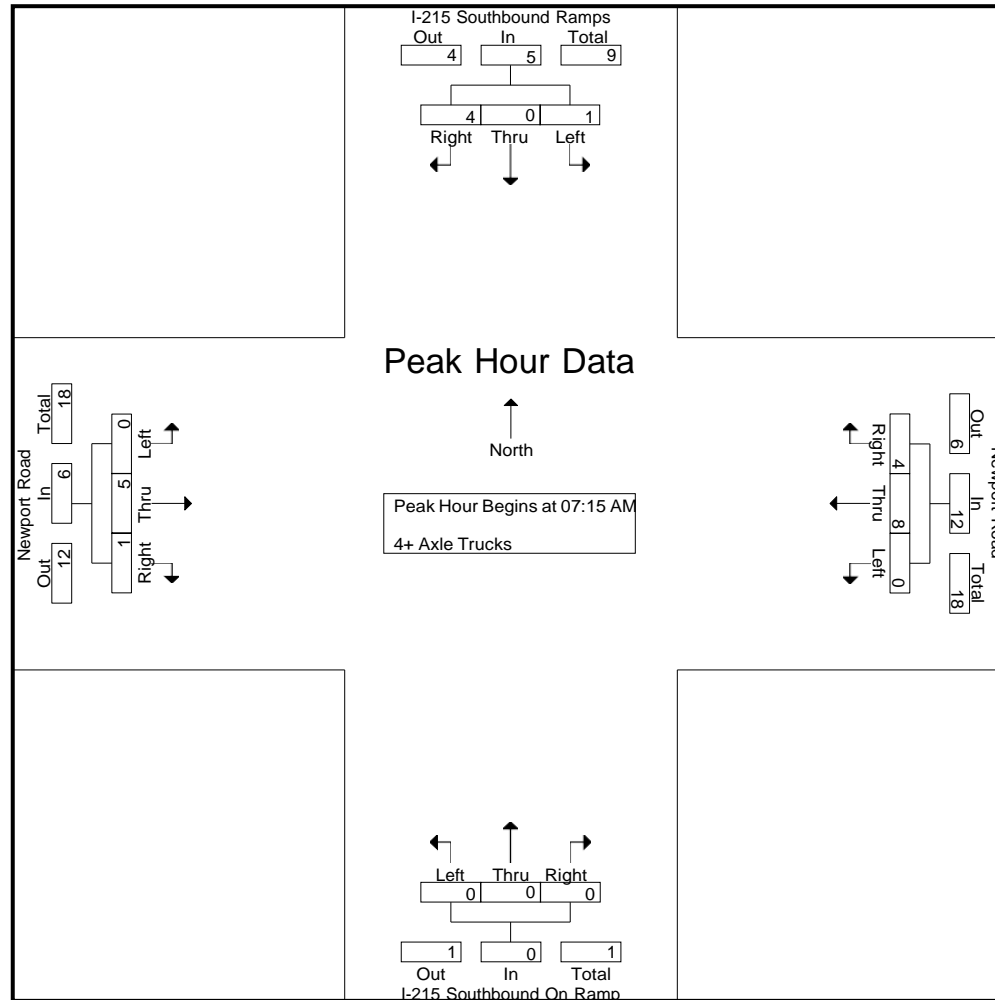 I-215 Southbound Ramps
Out In Total
4 5 9
4 0 1
Right Thru Left
Peak Hour Data
North
Peak Hour Begins at 07:15 AM
4+ Axle Trucks
Newport Road
Total In Out
18 6 12
0 5 1
Left Thru Right
Newport Road
Out In Total
6 12 18
4 8 0
Right Thru Left
Left Thru Right
0 0 0
1 0 1
Out In Total
I-215 Southbound On Ramp